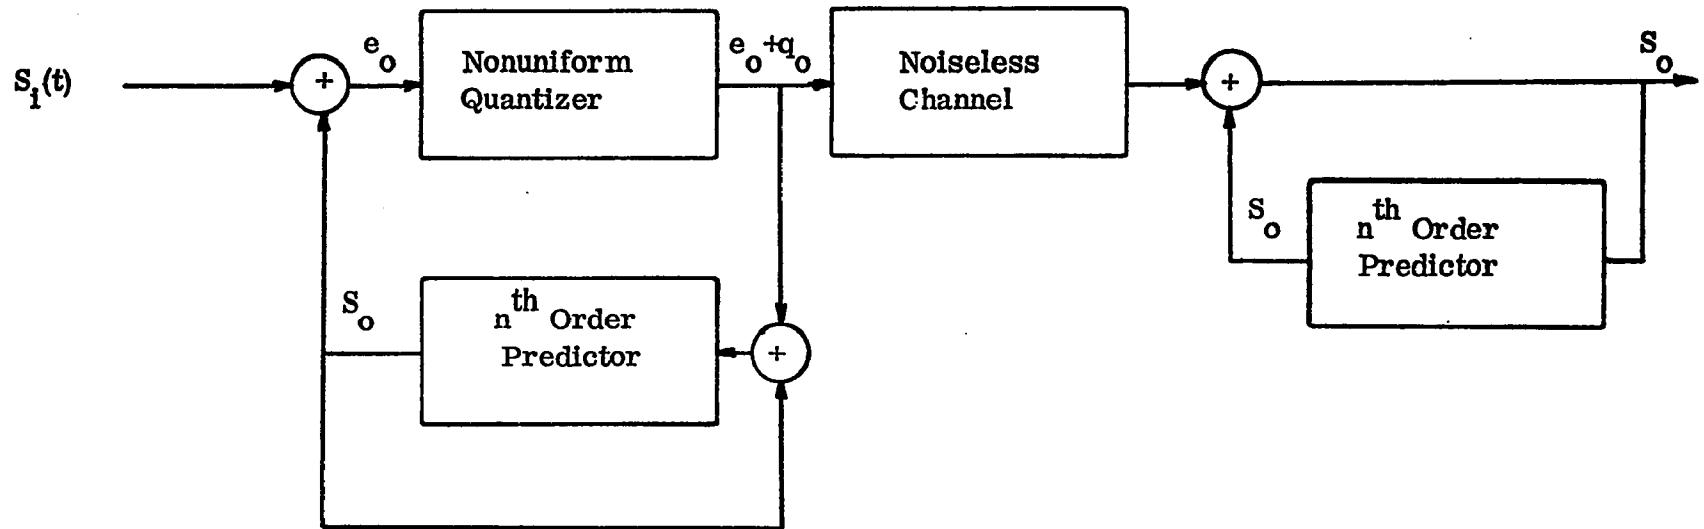 S_i(t)
+
e_o
Nonuniform
Quantizer
e_o+q_o
Noiseless
Channel
+
S_o
S_o
n^th Order
Predictor
S_o
n^th Order
Predictor
+